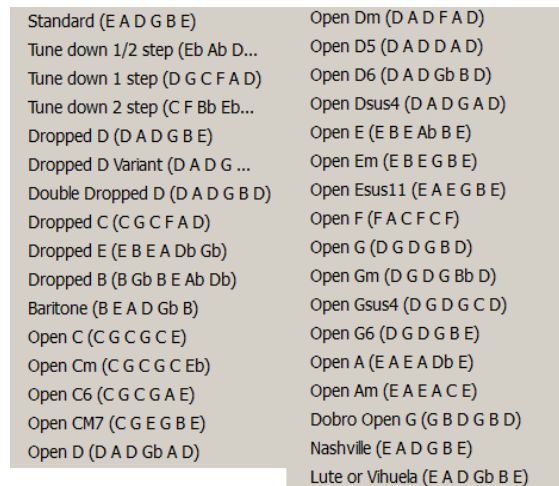 Standard (E A D G B E)
Tune down 1/2 step (Eb Ab D...
Tune down 1 step (D G C F A D)
Tune down 2 step (C F Bb Eb...
Dropped D (D A D G B E)
Dropped D Variant (D A D G ...
Double Dropped D (D A D G B D)
Dropped C (C G C F A D)
Dropped E (E B E A Db Gb)
Dropped B (B Gb B E Ab Db)
Baritone (B E A D Gb B)
Open C (C G C G C E)
Open Cm (C G C G C Eb)
Open C6 (C G C G A E)
Open CM7 (C G E G B E)
Open D (D A D Gb A D)
Open Dm (D A D F A D)
Open D5 (D A D D A D)
Open D6 (D A D Gb B D)
Open Dsus4 (D A D G A D)
Open E (E B E Ab B E)
Open Em (E B E G B E)
Open Esus11 (E A E G B E)
Open F (F A C F C F)
Open G (D G D G B D)
Open Gm (D G D G Bb D)
Open Gsus4 (D G D G C D)
Open G6 (D G D G B E)
Open A (E A E A Db E)
Open Am (E A E A C E)
Dobro Open G (G B D G B D)
Nashville (E A D G B E)
Lute or Vihuela (E A D Gb B E)